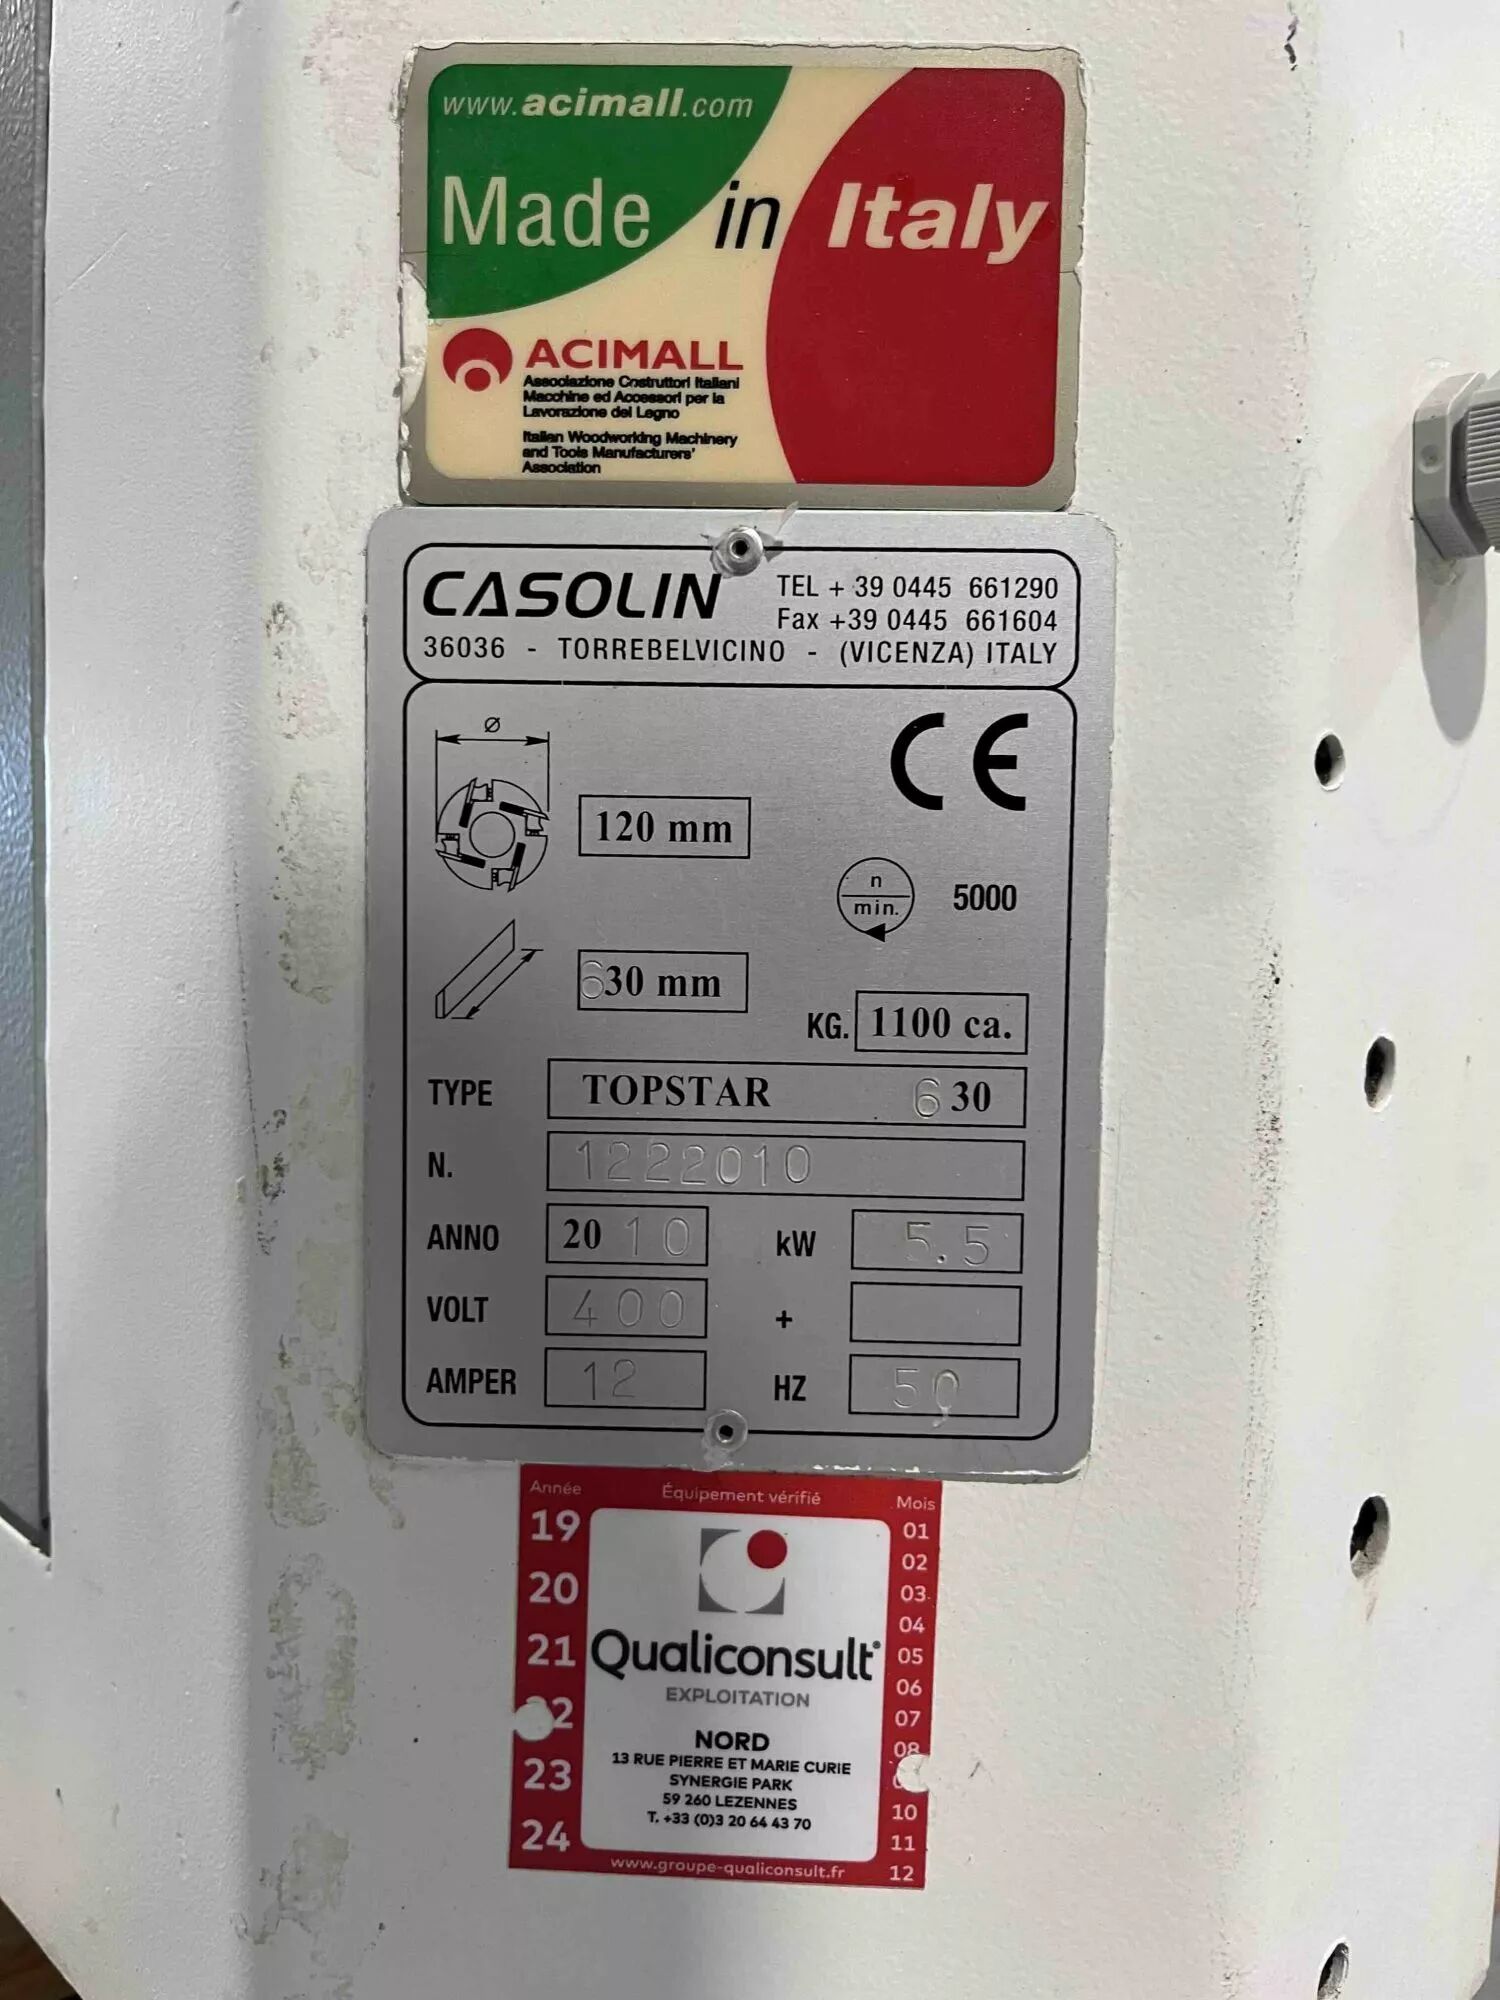 www.acimall.com
Made in Italy
ACIMALL
Associazione Costruttori Italiani
Macchine ed Accessori per la
Lavorazione del Legno
Italian Woodworking Machinery
and Tools Manufacturers'
Association
CASOLIN
TEL + 39 0445 661290
Fax +39 0445 661604
36036 - TORREBELVICINO - (VICENZA) ITALY
Ø
CE
120 mm
n
min.
5000
630 mm
KG. 1100 ca.
TYPE TOPSTAR 630
N. 1222010
ANNO 2010 kW 5.5
VOLT 400 +
AMPER 12 HZ 50
Année Équipement vérifié Mois
19
20
21
22
23
24
Qualiconsult
EXPLOITATION
NORD
13 RUE PIERRE ET MARIE CURIE
SYNERGIE PARK
59 260 LEZENNES
T. +33 (0)3 20 64 43 70
www.groupe-qualiconsult.fr
01
02
03
04
05
06
07
08
10
11
12